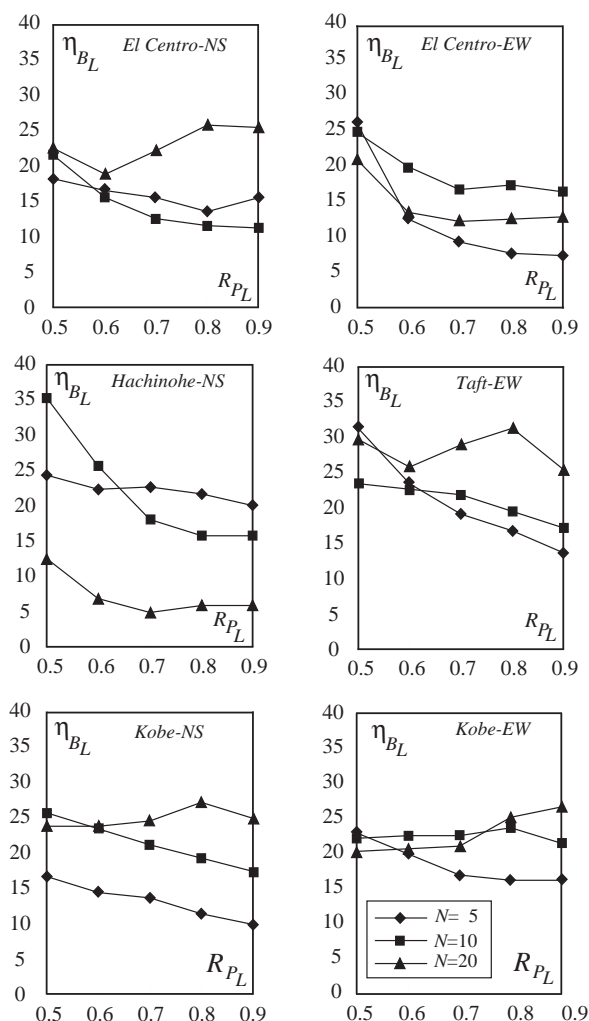 40
η_{B_L} El Centro-NS
35
30
25
20
15
10
5
R_{P_L}
0
0.5 0.6 0.7 0.8 0.9
40
η_{B_L} El Centro-EW
35
30
25
20
15
10
5
R_{P_L}
0
0.5 0.6 0.7 0.8 0.9
40
η_{B_L} Hachinohe-NS
35
30
25
20
15
10
5
R_{P_L}
0
0.5 0.6 0.7 0.8 0.9
40
η_{B_L} Taft-EW
35
30
25
20
15
10
5
R_{P_L}
0
0.5 0.6 0.7 0.8 0.9
40
η_{B_L} Kobe-NS
35
30
25
20
15
10
5
R_{P_L}
0
0.5 0.6 0.7 0.8 0.9
40
η_{B_L} Kobe-EW
35
30
25
20
15
10
5
0
N= 5
N=10
N=20
R_{P_L}
0.5 0.6 0.7 0.8 0.9